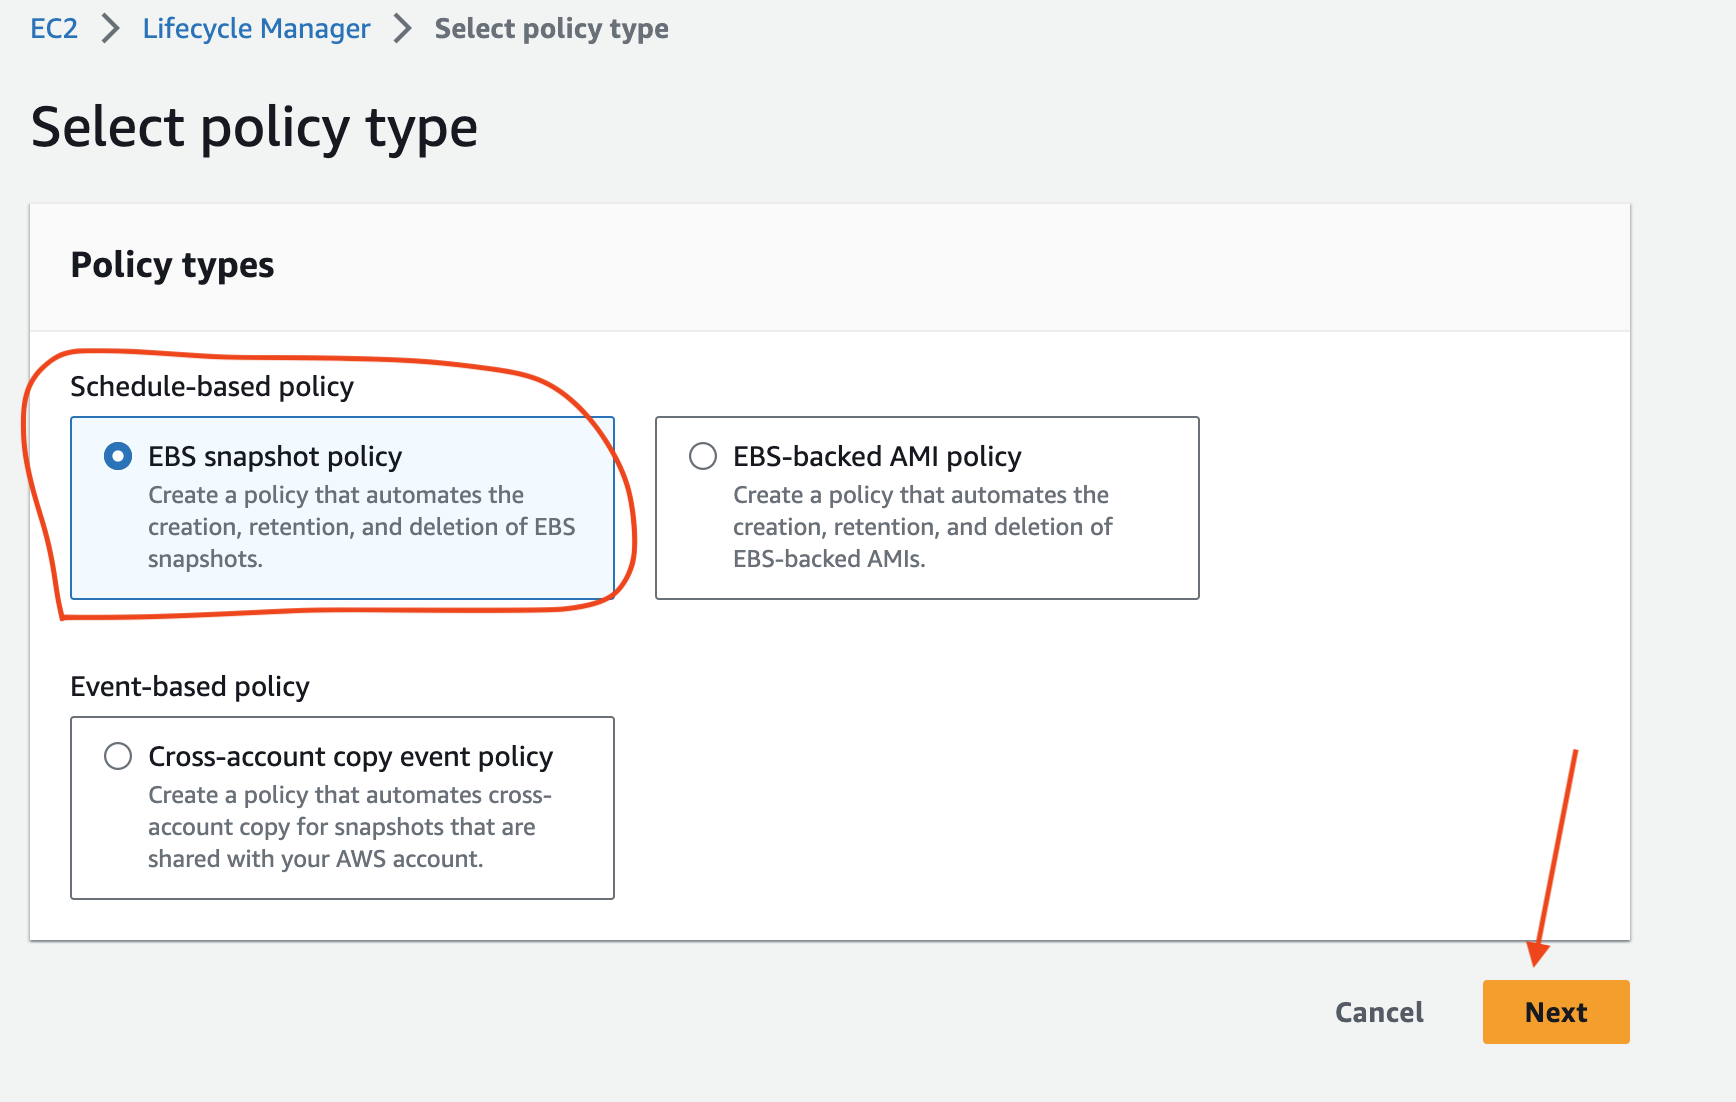 EC2 > Lifecycle Manager > Select policy type
Select policy type
Policy types
Schedule-based policy
EBS snapshot policy
Create a policy that automates the
creation, retention, and deletion of EBS
snapshots.
EBS-backed AMI policy
Create a policy that automates the
creation, retention, and deletion of
EBS-backed AMIs.
Event-based policy
Cross-account copy event policy
Create a policy that automates cross-
account copy for snapshots that are
shared with your AWS account.
Cancel
Next